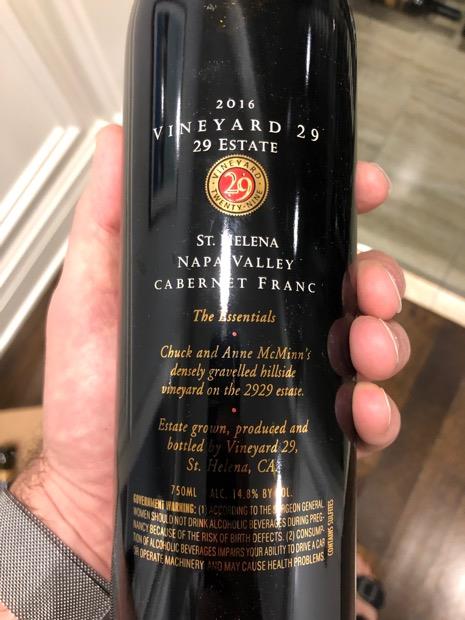 2016
VINEYARD 29
29 ESTATE
VINEYARD
29
TWENTY-NINE
ST. HELENA
NAPA VALLEY
CABERNET FRANC
The Essentials
Chuck and Anne McMinn's
densely gravelled hillside
vineyard on the 2929 estate.
Estate grown, produced and
bottled by Vineyard 29,
St. Helena, CA.
750ML ALC. 14.8% BY VOL.
GOVERNMENT WARNING: (1) ACCORDING TO THE SURGEON GENERAL,
WOMEN SHOULD NOT DRINK ALCOHOLIC BEVERAGES DURING PREG-
NANCY BECAUSE OF THE RISK OF BIRTH DEFECTS. (2) CONSUMP-
TION OF ALCOHOLIC BEVERAGES IMPAIRS YOUR ABILITY TO DRIVE A CAR
OR OPERATE MACHINERY, AND MAY CAUSE HEALTH PROBLEMS.
CONTAINS SULFITES